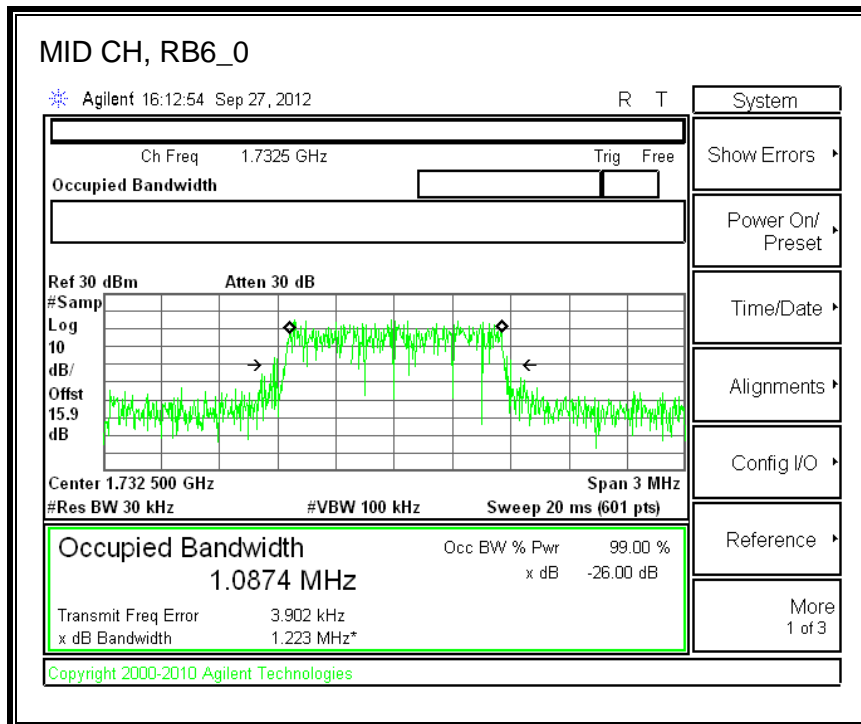 MID CH, RB6_0
Agilent 16:12:54 Sep 27, 2012 R T
System
Ch Freq 1.7325 GHz Trig Free
Occupied Bandwidth
Show Errors
Power On/
Preset
Time/Date
Alignments
Config I/O
Reference
More
1 of 3
Ref 30 dBm Atten 30 dB
#Samp
Log
10
dB/
Offst
15.9
dB
Center 1.732 500 GHz Span 3 MHz
#Res BW 30 kHz #VBW 100 kHz Sweep 20 ms (601 pts)
Occupied Bandwidth Occ BW % Pwr 99.00 %
1.0874 MHz x dB -26.00 dB
Transmit Freq Error 3.902 kHz
x dB Bandwidth 1.223 MHz*
Copyright 2000-2010 Agilent Technologies